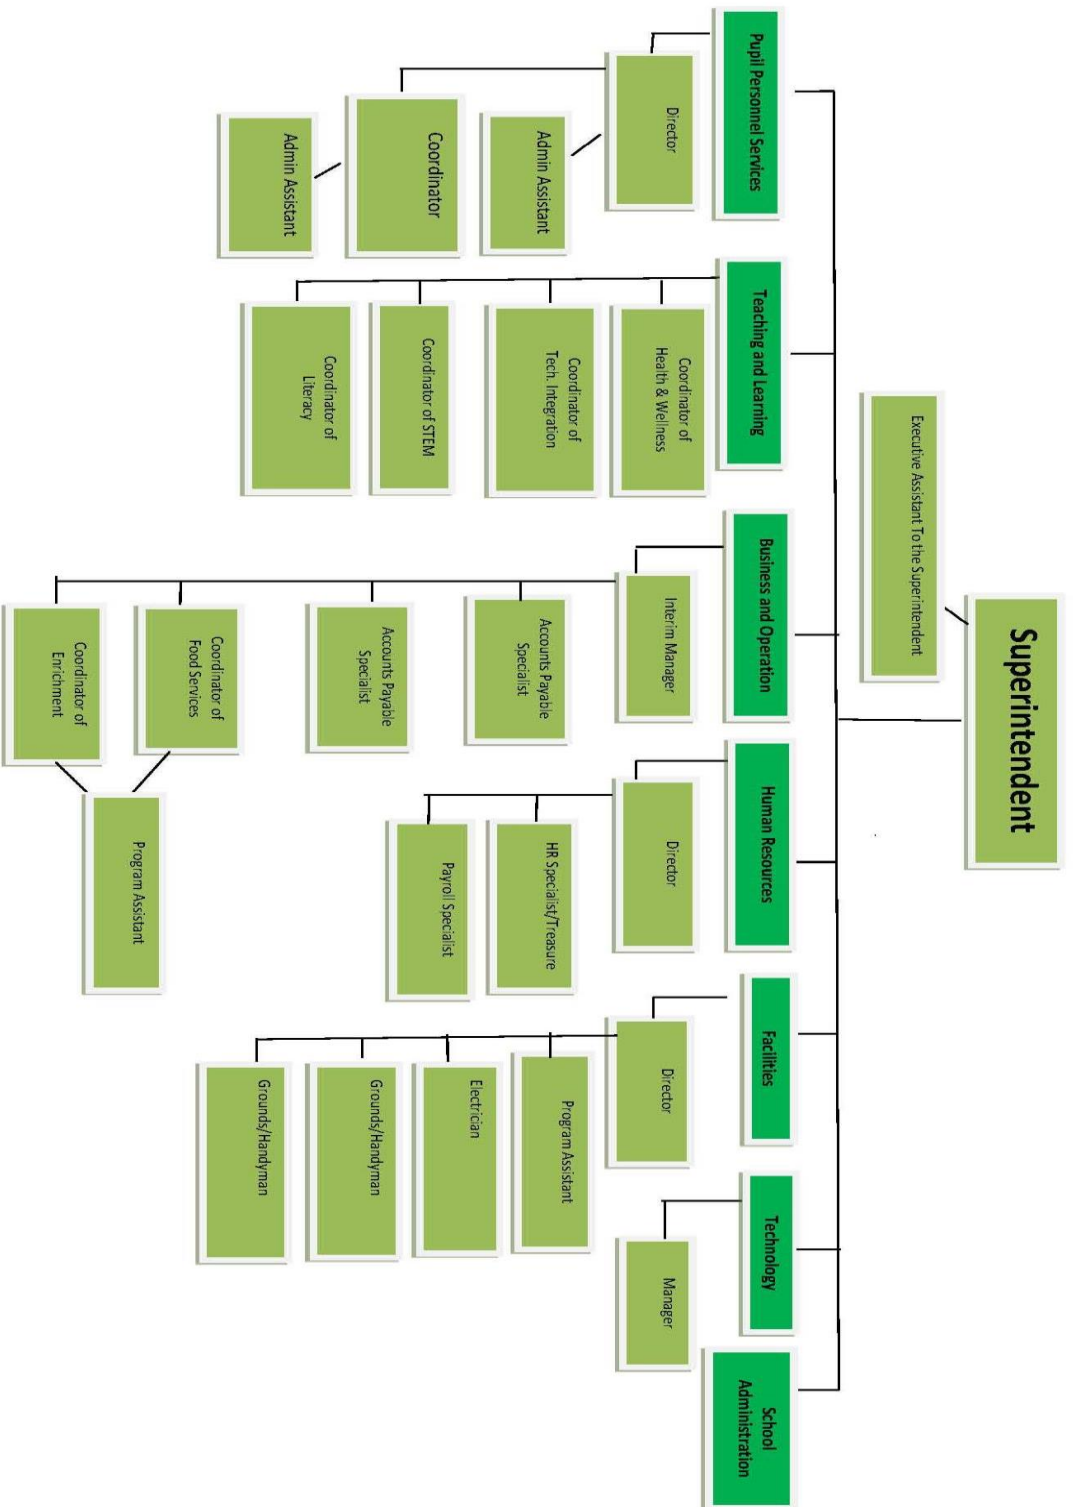 Superintendent
Executive Assistant To the Superintendent
Pupil Personnel Services
Director
Admin Assistant
Coordinator
Admin Assistant
Teaching and Learning
Coordinator of
Health & Wellness
Coordinator of
Tech. Integration
Coordinator of STEM
Coordinator of
Literacy
Business and Operation
Interim Manager
Accounts Payable
Specialist
Accounts Payable
Specialist
Coordinator of
Food Services
Coordinator of
Enrichment
Program Assistant
Human Resources
Director
HR Specialist/Treasure
Payroll Specialist
Facilities
Director
Program Assistant
Electrician
Grounds/Handyman
Grounds/Handyman
Technology
Manager
School
Administration